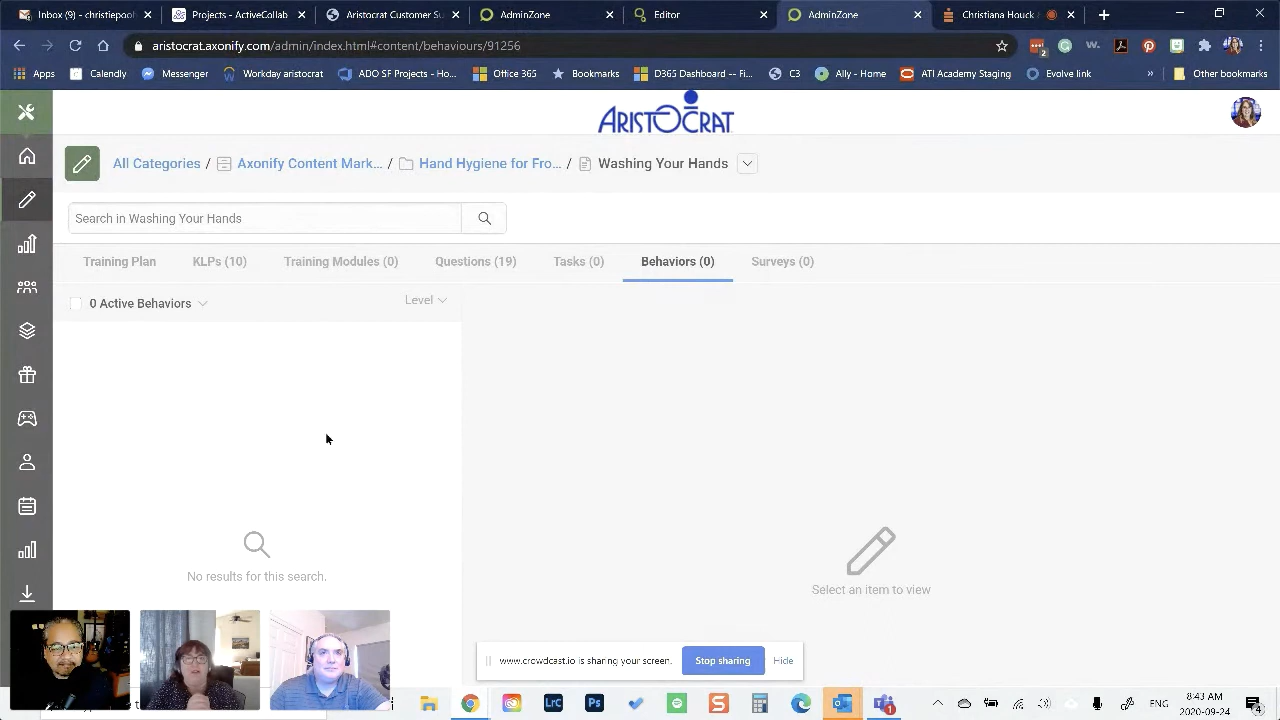 Inbox - aimee
Projects - Aristo
Aristocrat Customer S
AdminZone
Editor
AdminZone
Christiana Houck
aristocrat.axonify.com/admin/index.html#content/behaviours/91256
Apps
Calendly
Messenger
Workday aristocrat
ADO SF Projects - Ho...
Office 365
Bookmarks
D365 Dashboard -- Fi...
C3
Ally - Home
ATI Academy Staging
Evolve link
»
Other bookmarks
ARISTOCRAT
All Categories / Axonify Content Mark... / Hand Hygiene for Fro... / Washing Your Hands
Search in Washing Your Hands
Training Plan
KLPs (10)
Training Modules (0)
Questions (19)
Tasks (0)
Behaviors (0)
Surveys (0)
0 Active Behaviors
Level
No results for this search.
Select an item to view
www.crowdcast.io is sharing your screen.
Stop sharing
Hide
LrC
Ps
8:43 AM
2020-09-24